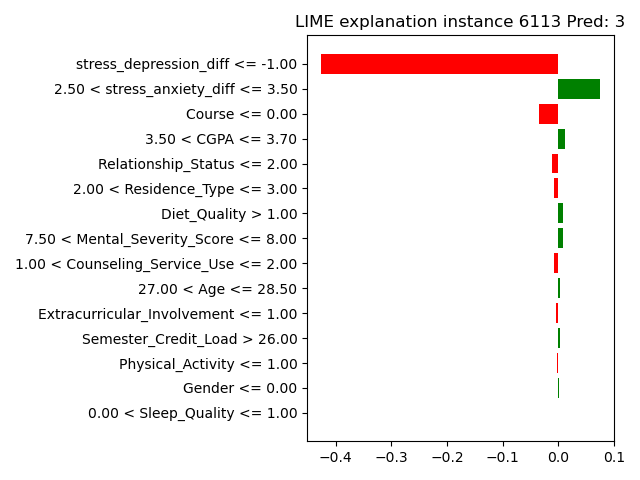 LIME explanation instance 6113 Pred: 3
stress_depression_diff <= -1.00
2.50 < stress_anxiety_diff <= 3.50
Course <= 0.00
3.50 < CGPA <= 3.70
Relationship_Status <= 2.00
2.00 < Residence_Type <= 3.00
Diet_Quality > 1.00
7.50 < Mental_Severity_Score <= 8.00
1.00 < Counseling_Service_Use <= 2.00
27.00 < Age <= 28.50
Extracurricular_Involvement <= 1.00
Semester_Credit_Load > 26.00
Physical_Activity <= 1.00
Gender <= 0.00
0.00 < Sleep_Quality <= 1.00
−0.4 −0.3 −0.2 −0.1 0.0 0.1